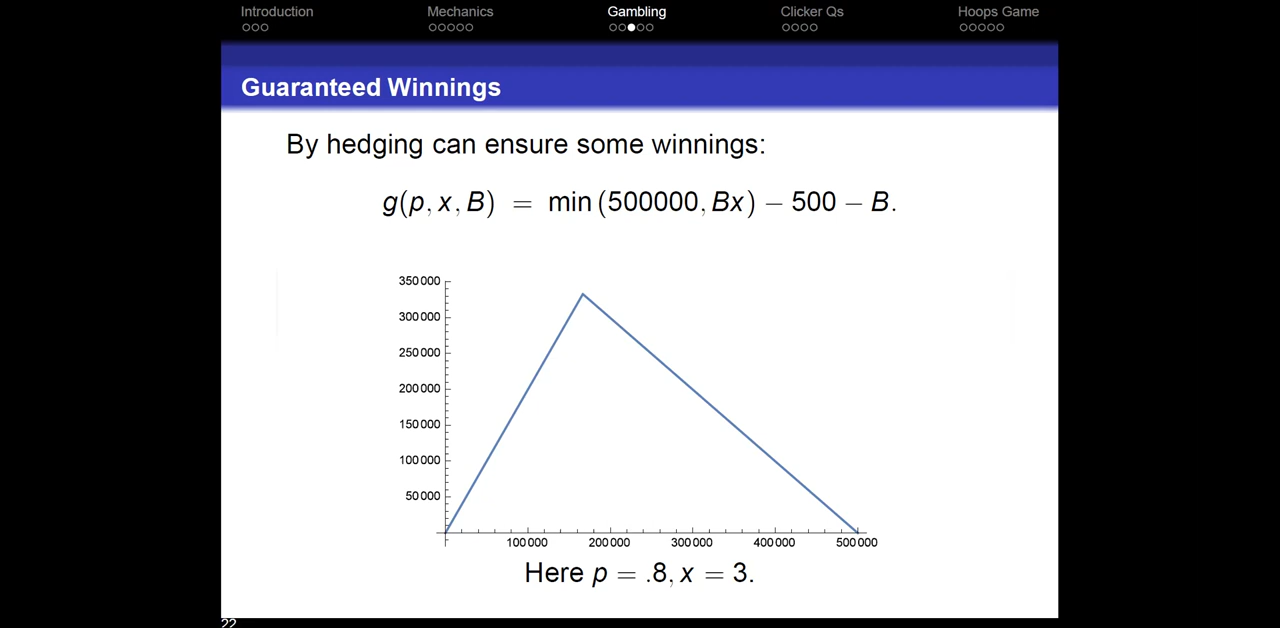 Introduction Mechanics Gambling Clicker Qs Hoops Game
Guaranteed Winnings
By hedging can ensure some winnings:
g(p, x, B) = min (500000, Bx) − 500 − B.
350 000
300 000
250 000
200 000
150 000
100 000
50 000
100 000 200 000 300 000 400 000 500 000
Here p = .8, x = 3.
22